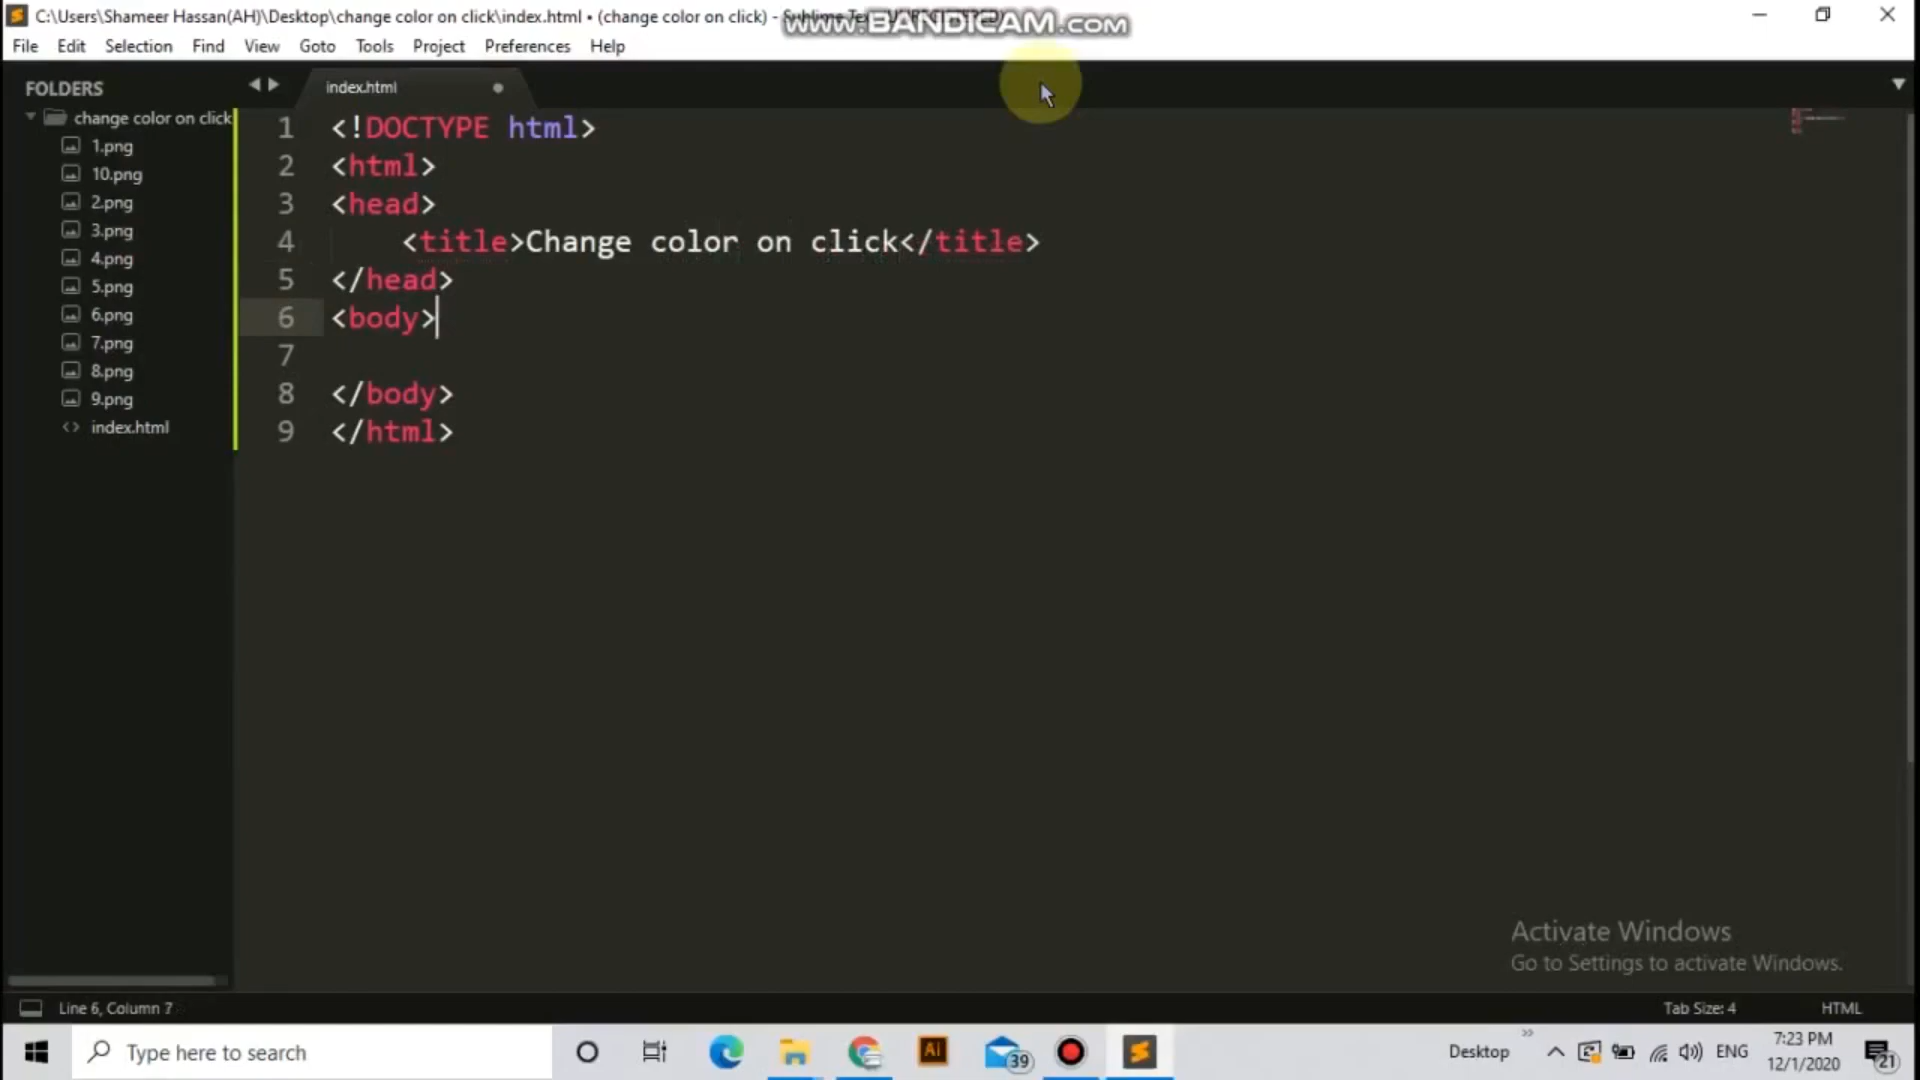 C:\Users\Shameer Hassan(AH)\Desktop\change color on click\index.html • (change color on click) - Sublime Text (UNREGISTERED)
www.BANDICAM.com
File Edit Selection Find View Goto Tools Project Preferences Help
FOLDERS
index.html
change color on click
1.png
10.png
2.png
3.png
4.png
5.png
6.png
7.png
8.png
9.png
index.html
1 <!DOCTYPE html>
2 <html>
3 <head>
4 <title>Change color on click</title>
5 </head>
6 <body>
7
8 </body>
9 </html>
Activate Windows
Go to Settings to activate Windows.
Line 6, Column 7
Tab Size: 4
HTML
Type here to search
Ai
39
Desktop
ENG
7:23 PM
12/1/2020
21